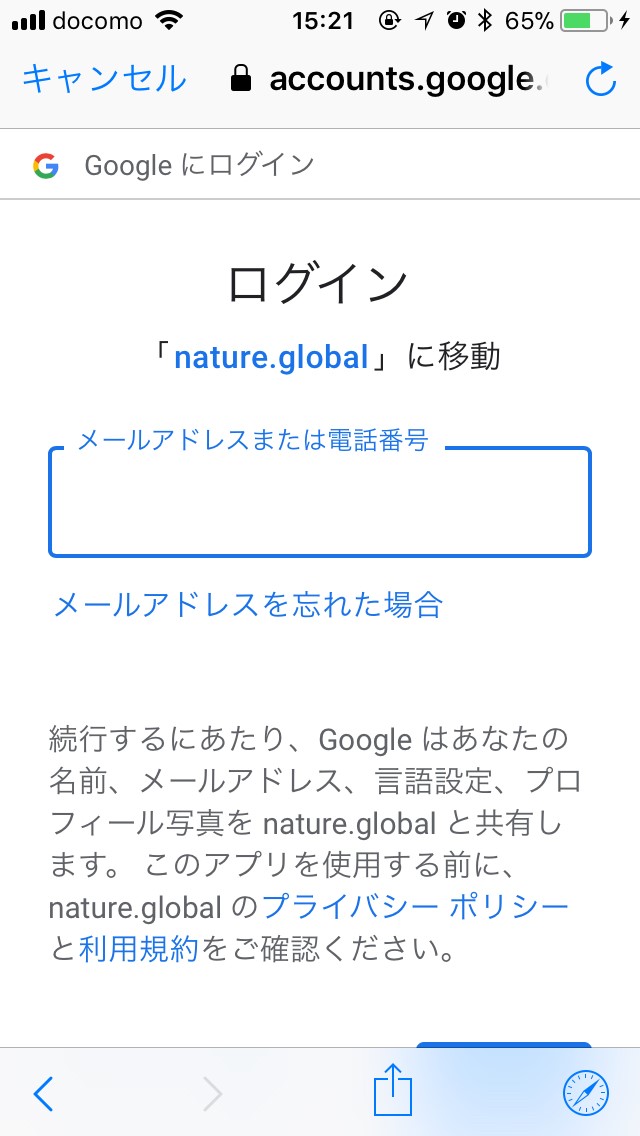 docomo 15:21 65%
キャンセル accounts.google.
Google にログイン
ログイン
「nature.global」に移動
メールアドレスまたは電話番号
メールアドレスを忘れた場合
続行するにあたり、Google はあなたの
名前、メールアドレス、言語設定、プロ
フィール写真を nature.global と共有し
ます。 このアプリを使用する前に、
nature.global のプライバシー ポリシー
と利用規約をご確認ください。